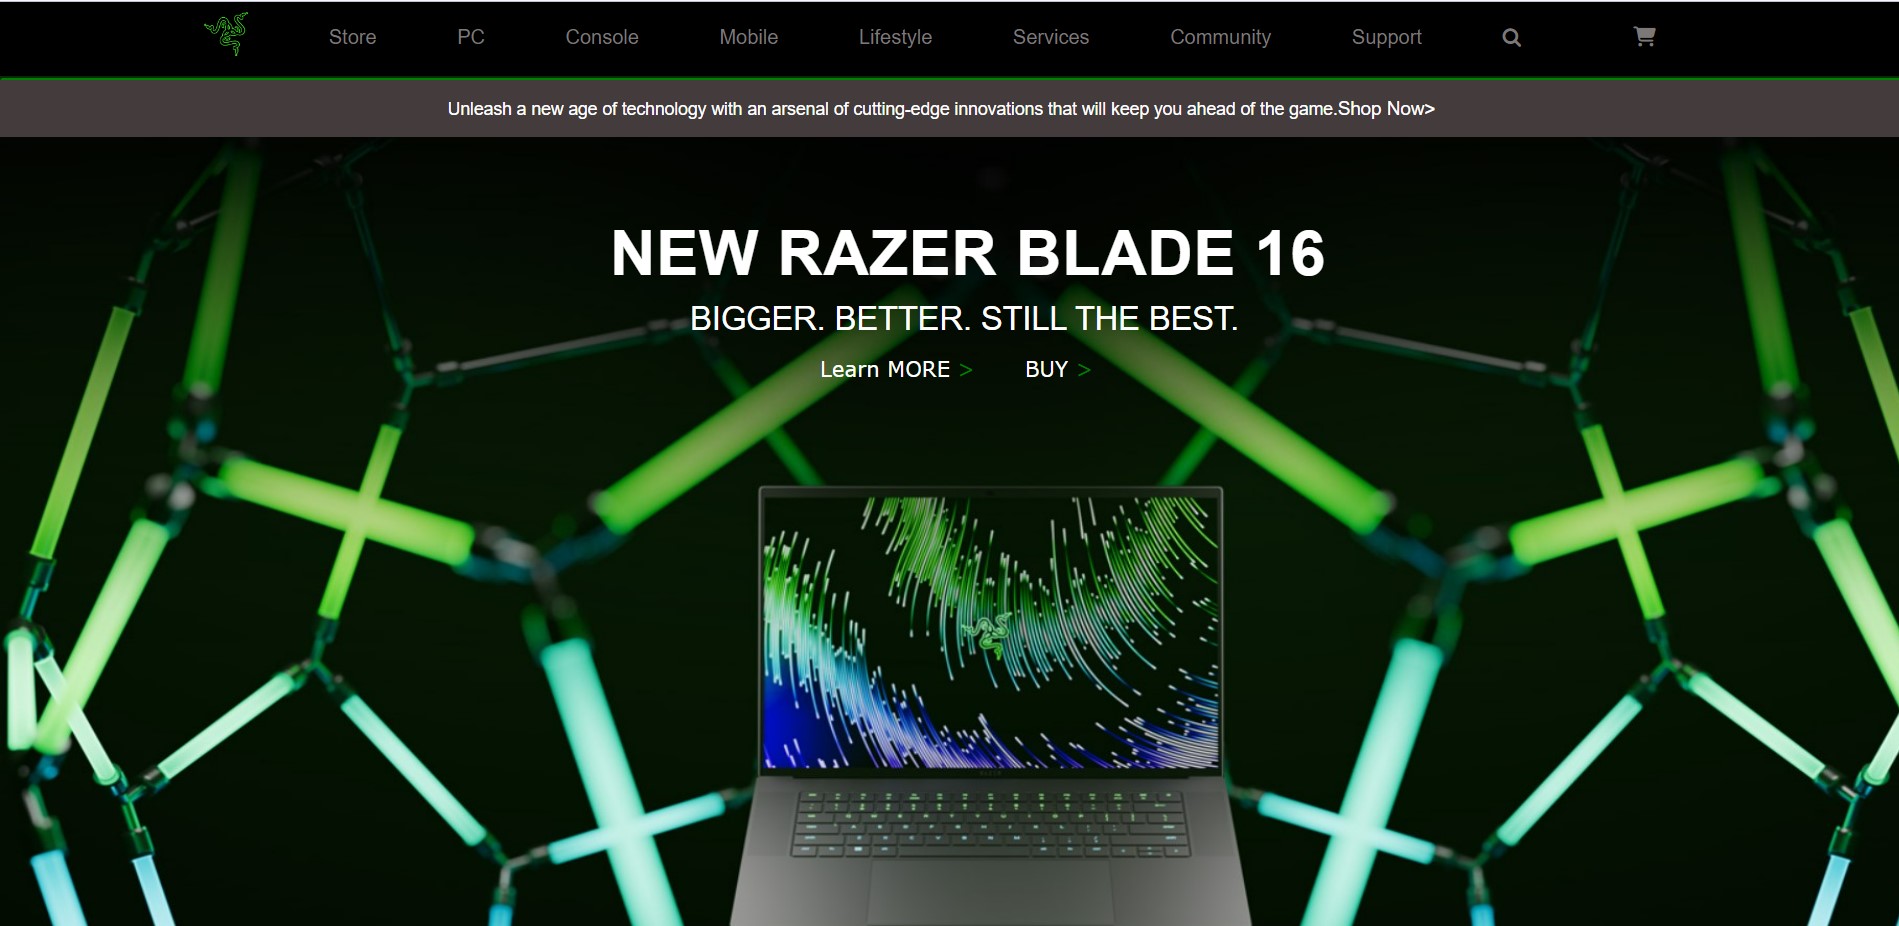 Store PC Console Mobile Lifestyle Services Community Support
Unleash a new age of technology with an arsenal of cutting-edge innovations that will keep you ahead of the game.Shop Now>
NEW RAZER BLADE 16
BIGGER. BETTER. STILL THE BEST.
Learn MORE > BUY >
RAZER